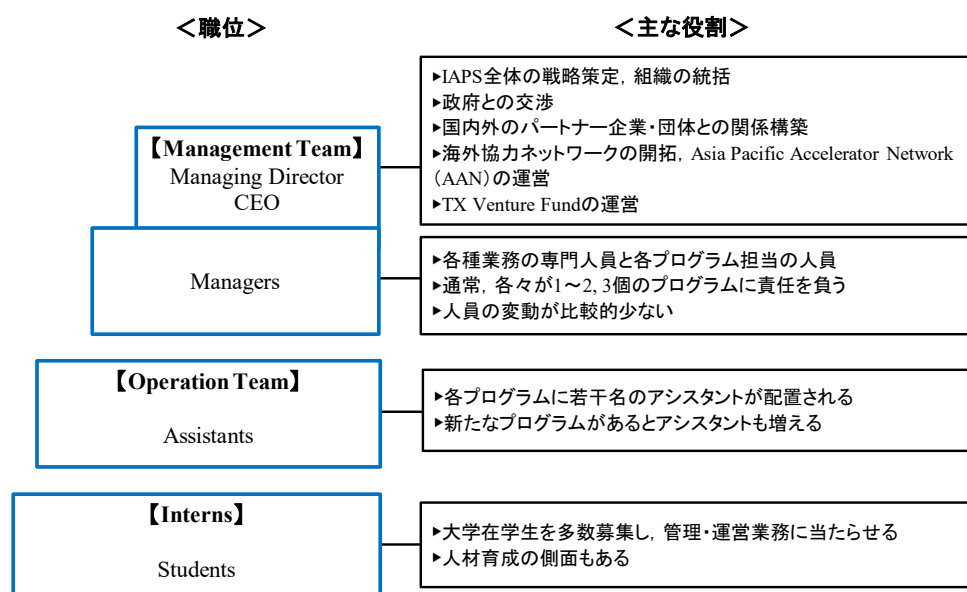 ＜職位＞
＜主な役割＞
【Management Team】
Managing Director
CEO
▶IAPS全体の戦略策定，組織の統括
▶政府との交渉
▶国内外のパートナー企業・団体との関係構築
▶海外協力ネットワークの開拓，Asia Pacific Accelerator Network
（AAN）の運営
▶TX Venture Fundの運営
Managers
▶各種業務の専門人員と各プログラム担当の人員
▶通常，各々が1～2, 3個のプログラムに責任を負う
▶人員の変動が比較的少ない
【Operation Team】
Assistants
▶各プログラムに若干名のアシスタントが配置される
▶新たなプログラムがあるとアシスタントも増える
【Interns】
Students
▶大学在学生を多数募集し，管理・運営業務に当たらせる
▶人材育成の側面もある